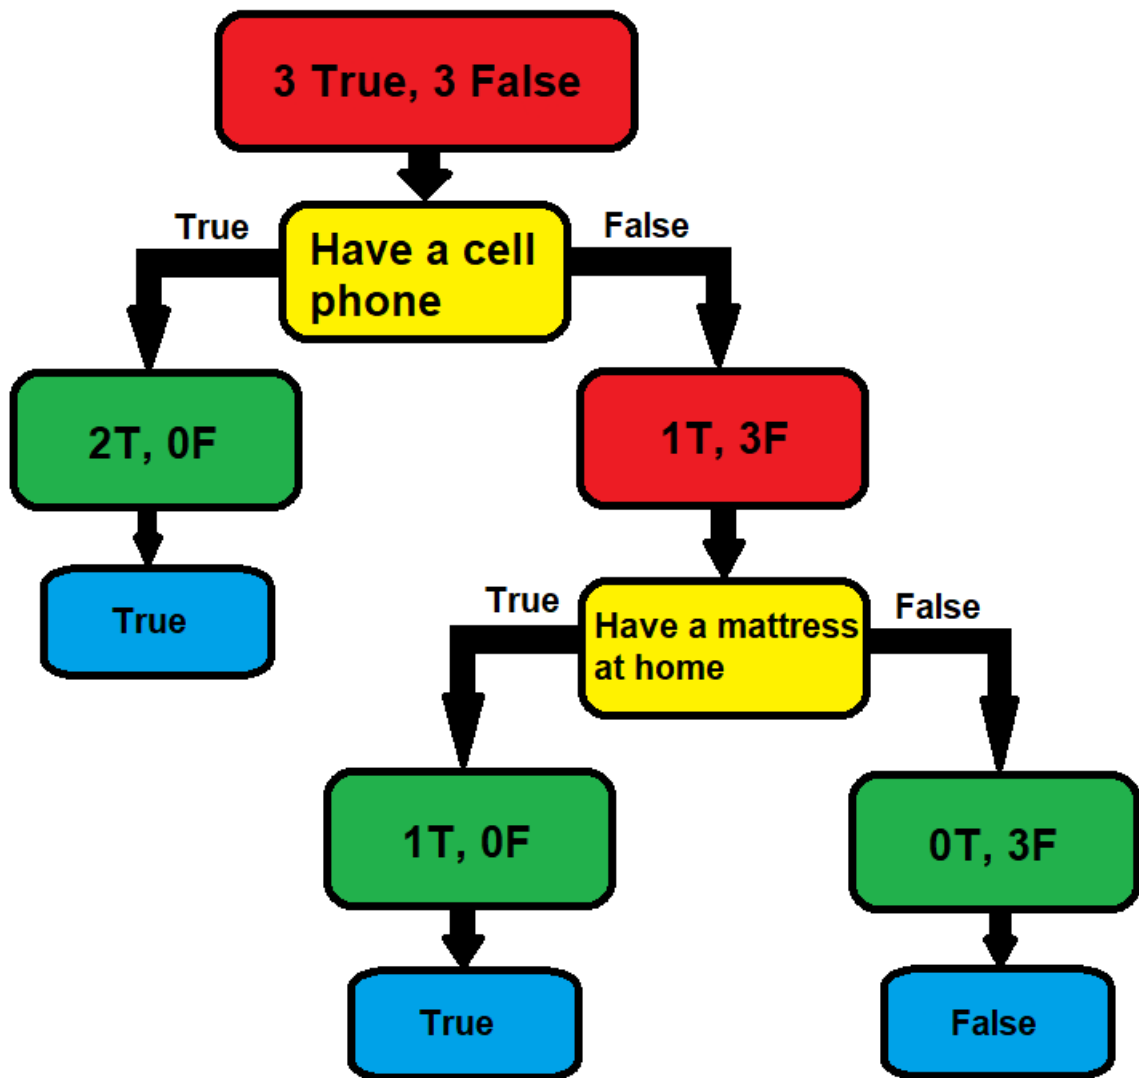 3 True, 3 False
True
False
Have a cell
phone
2T, 0F
1T, 3F
True
True
False
Have a mattress
at home
1T, 0F
0T, 3F
True
False